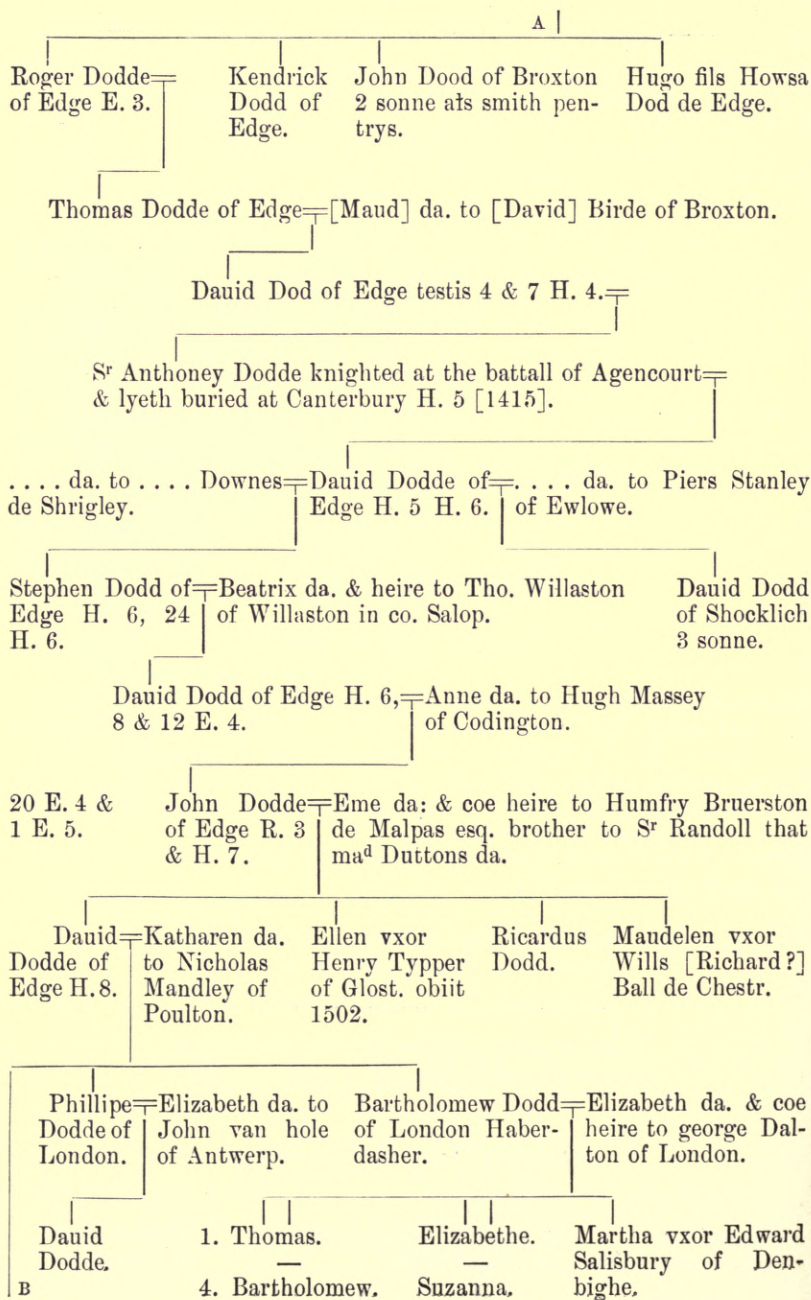 A
Roger Dodde
of Edge E. 3.
Kendrick
Dodd of
Edge.
John Dood of Broxton
2 sonne ats smith pen-
trys.
Hugo fils Howsa
Dod de Edge.
Thomas Dodde of Edge=[Maud] da. to [David] Birde of Broxton.
Dauid Dod of Edge testis 4 & 7 H. 4.=
Sr Anthoney Dodde knighted at the battall of Agencourt=
& lyeth buried at Canterbury H. 5 [1415].
. . . . da. to . . . . Downes=
de Shrigley.
Dauid Dodde of=
Edge H. 5 H. 6.
. . . . da. to Piers Stanley
of Ewlowe.
Stephen Dodd of=
Edge H. 6, 24
H. 6.
Beatrix da. & heire to Tho. Willaston
of Willaston in co. Salop.
Dauid Dodd
of Shocklich
3 sonne.
Dauid Dodd of Edge H. 6,=
8 & 12 E. 4.
Anne da. to Hugh Massey
of Codington.
20 E. 4 &
1 E. 5.
John Dodde=
of Edge R. 3
& H. 7.
Eme da: & coe heire to Humfry Bruerston
de Malpas esq. brother to Sr Randoll that
mad Duttons da.
Dauid=
Dodde of
Edge H. 8.
Katharen da.
to Nicholas
Mandley of
Poulton.
Ellen vxor
Henry Typper
of Glost. obiit
1502.
Ricardus
Dodd.
Maudelen vxor
Wills [Richard?]
Ball de Chestr.
Phillipe=
Dodde of
London.
Elizabeth da. to
John van hole
of Antwerp.
Bartholomew Dodd=
of London Haber-
dasher.
Elizabeth da. & coe
heire to george Dal-
ton of London.
Dauid
Dodde.
1. Thomas.
—
4. Bartholomew.
Elizabethe.
—
Suzanna.
Martha vxor Edward
Salisbury of Den-
bighe.
B